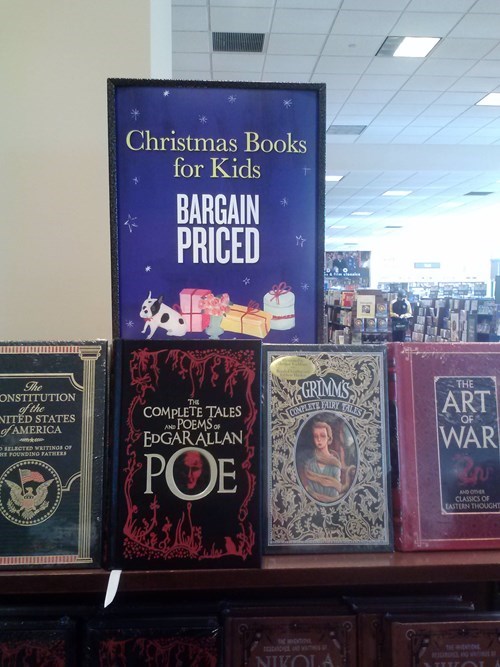 Christmas Books
for Kids
BARGAIN
PRICED
The
CONSTITUTION
of the
UNITED STATES
of AMERICA
SELECTED WRITINGS OF
THE FOUNDING FATHERS
THE
COMPLETE TALES
AND POEMS OF
EDGAR ALLAN
POE
GRIMM'S
COMPLETE FAIRY TALES
THE
ART
OF
WAR
AND OTHER
CLASSICS OF
EASTERN THOUGHT
NIKOLA